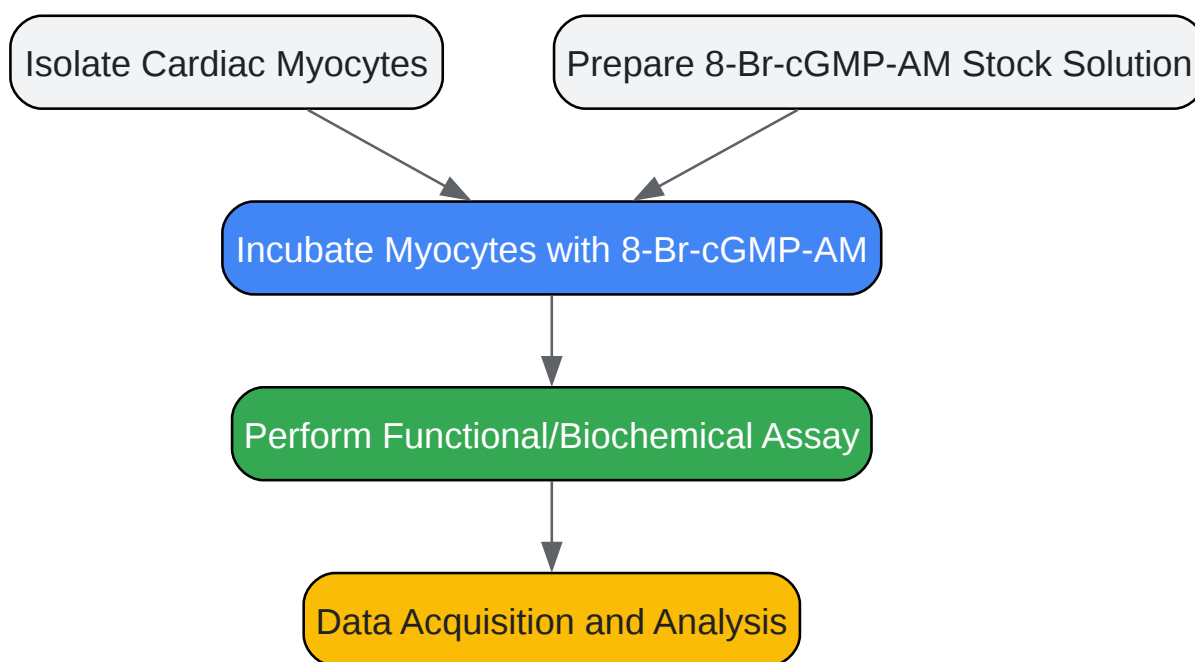 Isolate Cardiac Myocytes
Prepare 8-Br-cGMP-AM Stock Solution
Incubate Myocytes with 8-Br-cGMP-AM
Perform Functional/Biochemical Assay
Data Acquisition and Analysis